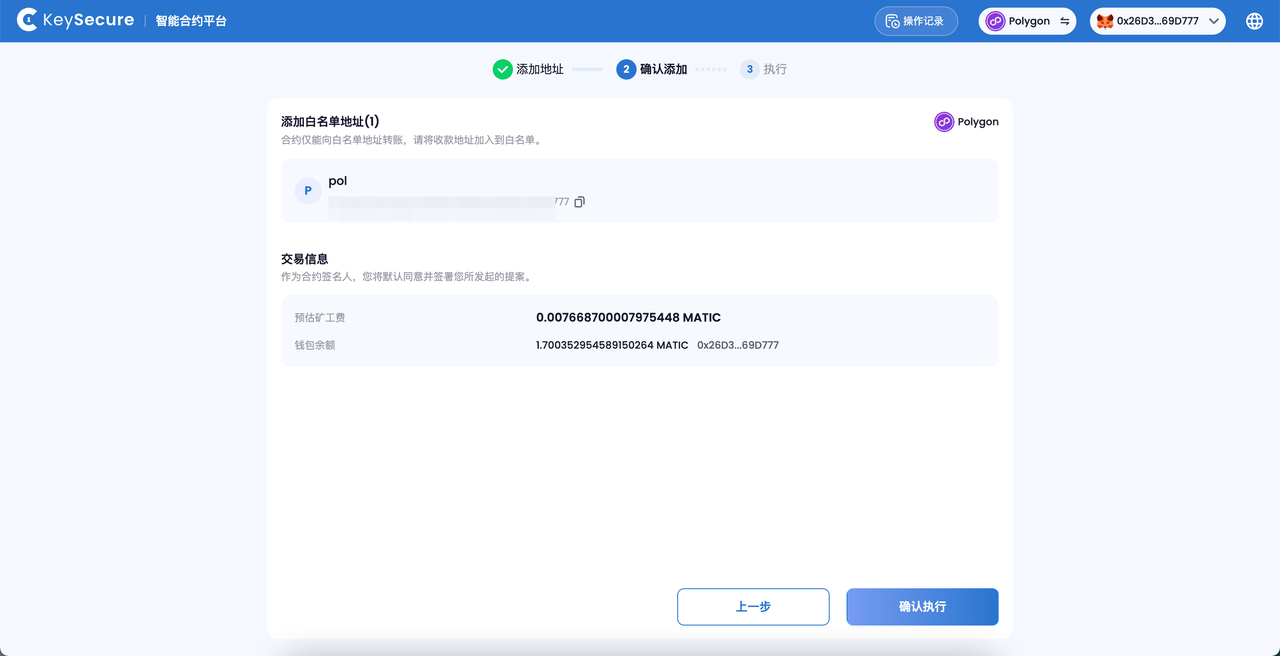 KeySecure
智能合约平台
操作记录
Polygon
0x26D3...69D777
添加地址
2 确认添加
3 执行
添加白名单地址(1)
Polygon
合约仅能向白名单地址转账，请将收款地址加入到白名单。
P
pol
777
交易信息
作为合约签名人，您将默认同意并签署您所发起的提案。
预估矿工费 0.007668700007975448 MATIC
钱包余额 1.700352954589150264 MATIC 0x26D3...69D777
上一步
确认执行